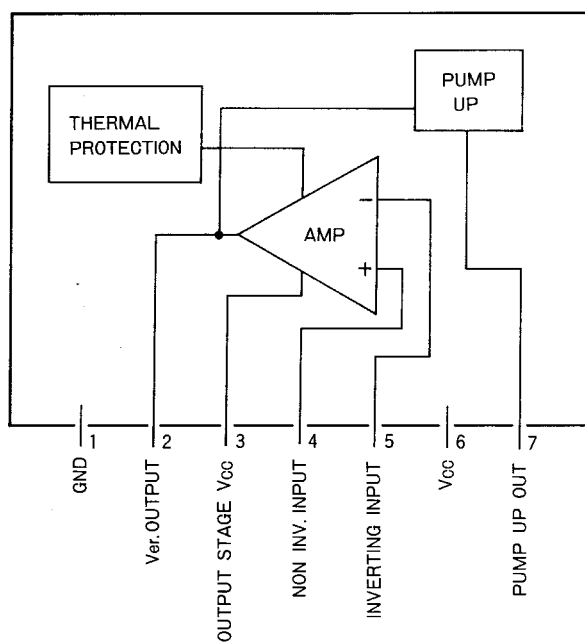 PUMP
UP
THERMAL
PROTECTION
AMP
−
+
1
2
3
4
5
6
7
GND
Ver.OUTPUT
OUTPUT STAGE Vcc
NON INV. INPUT
INVERTING INPUT
Vcc
PUMP UP OUT